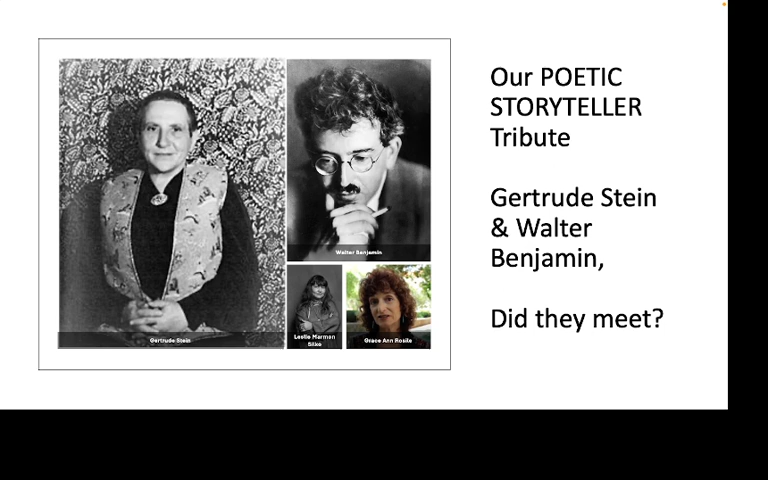 Our POETIC
STORYTELLER
Tribute
Gertrude Stein
& Walter
Benjamin,
Did they meet?
Walter Benjamin
Gertrude Stein
Leslie Marmon
Silko
Grace Ann Rosile